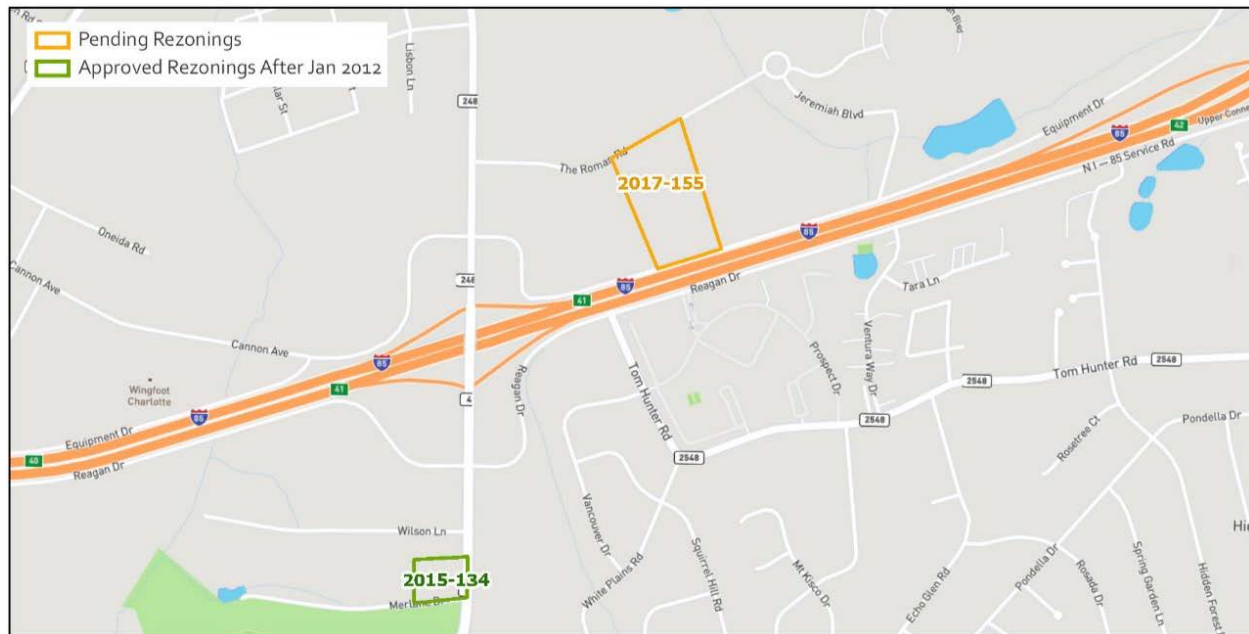 Pending Rezonings
Approved Rezonings After Jan 2012
Lisbon Ln
248
Jeremiah Blvd
Equipment Dr
85
42
N I — 85 Service Rd
The Roman Rd
2017-155
Oneida Rd
Cannon Ave
85
85
41
Reagan Dr
Tara Ln
Cannon Ave
85
41
Wingfoot
Charlotte
85
Reagan Dr
Tom Hunter Rd
Prospect Dr
Ventura Way Dr
2548
Tom Hunter Rd
2548
2548
Equipment Dr
40
Reagan Dr
2548
Rosetree Ct
Pondella Dr
Wilson Ln
Vancouver Dr
White Plains Rd
Squirrel Hill Rd
Mt Kisco Dr
Echo Glen Rd
Pondella Dr
Rosada Dr
Spring Garden Ln
Hidden Forest
2015-134
Merlane Dr